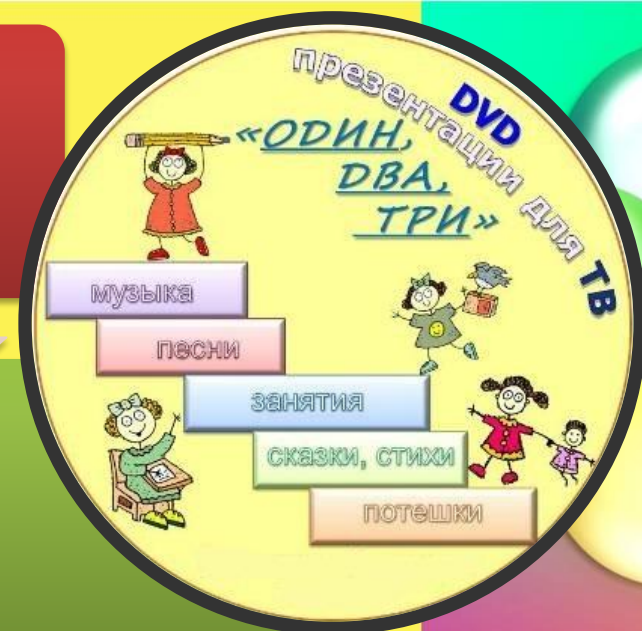 DVD
презентации для ТВ
«ОДИН,
ДВА,
ТРИ»
музыка
песни
занятия
сказки, стихи
потешки